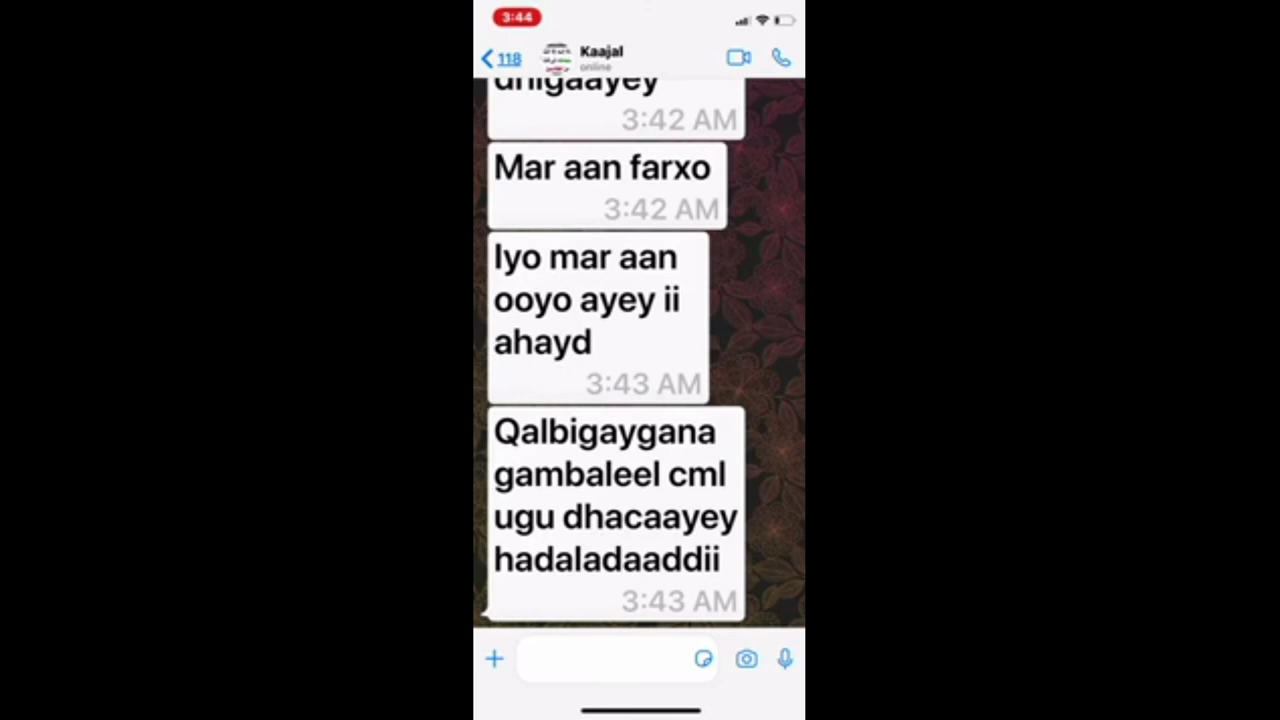 3:44
118
Kaajal
online
dhigaayey
3:42 AM
Mar aan farxo
3:42 AM
Iyo mar aan
ooyo ayey ii
ahayd
3:43 AM
Qalbigaygana
gambaleel cml
ugu dhacaayey
hadaladaaddii
3:43 AM